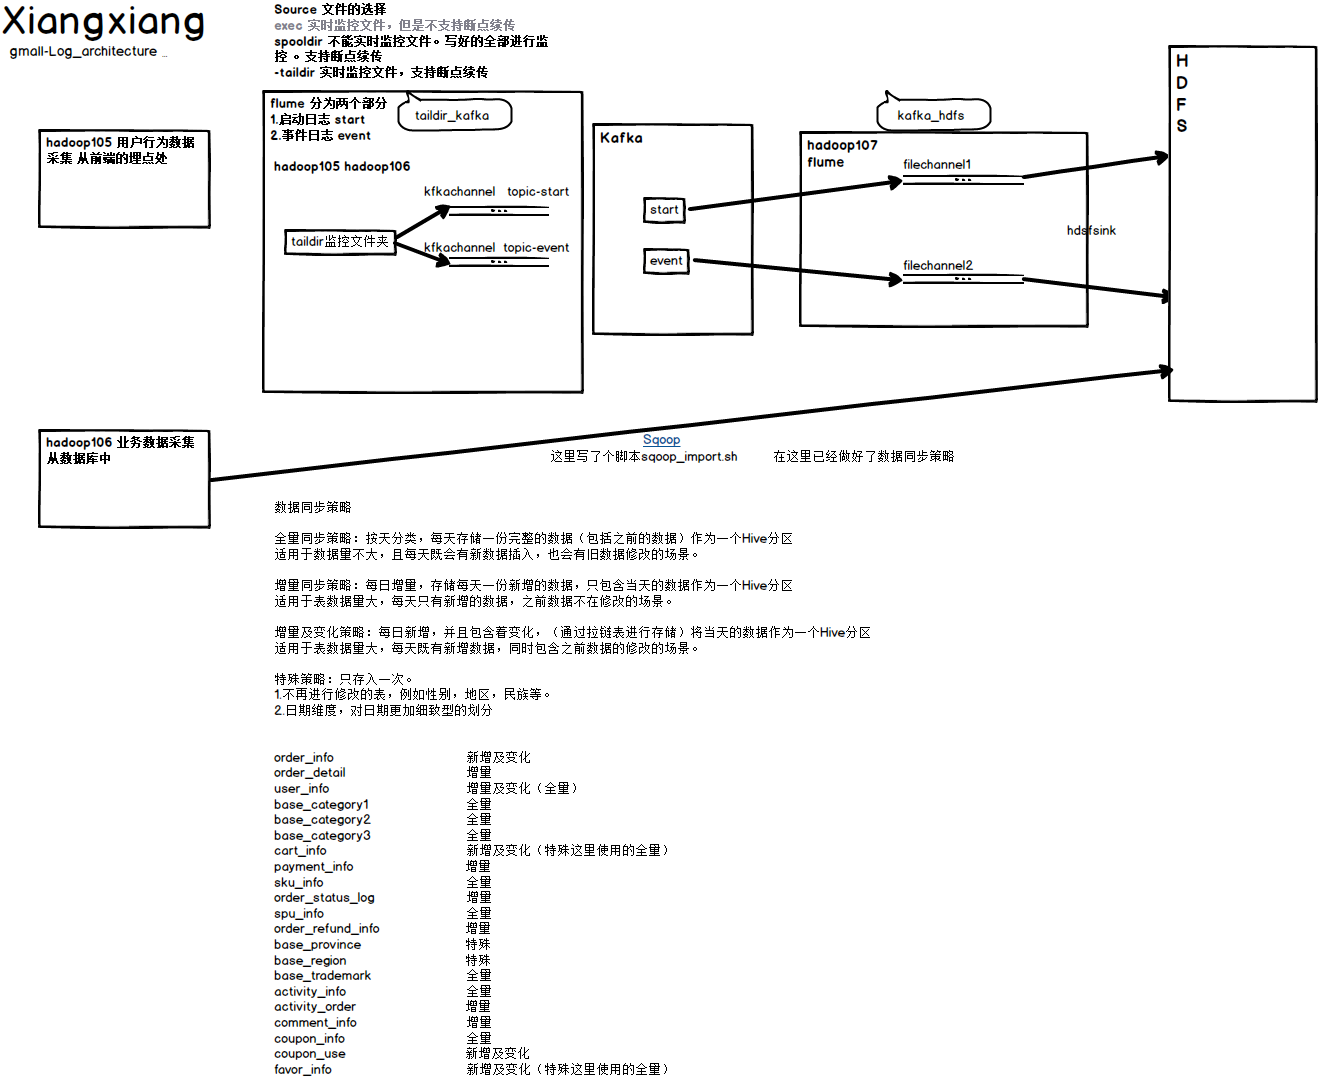 Xiangxiang
gmall-Log_architecture ...
Source 文件的选择
exec 实时监控文件，但是不支持断点续传
spooldir 不能实时监控文件。写好的全部进行监
控 。支持断点续传
-taildir 实时监控文件，支持断点续传
hadoop105 用户行为数据
采集 从前端的埋点处
flume 分为两个部分
1.启动日志 start
2.事件日志 event
taildir_kafka
hadoop105 hadoop106
kfkachannel topic-start
taildir监控文件夹
kfkachannel topic-event
Kafka
start
event
kafka_hdfs
hadoop107
flume
filechannel1
filechannel2
hdsfsink
H
D
F
S
hadoop106 业务数据采集
从数据库中
Sqoop
这里写了个脚本sqoop_import.sh 在这里已经做好了数据同步策略
数据同步策略
全量同步策略：按天分类，每天存储一份完整的数据（包括之前的数据）作为一个Hive分区
适用于数据量不大，且每天既会有新数据插入，也会有旧数据修改的场景。
增量同步策略：每日增量，存储每天一份新增的数据，只包含当天的数据作为一个Hive分区
适用于表数据量大，每天只有新增的数据，之前数据不在修改的场景。
增量及变化策略：每日新增，并且包含着变化，（通过拉链表进行存储）将当天的数据作为一个Hive分区
适用于表数据量大，每天既有新增数据，同时包含之前数据的修改的场景。
特殊策略：只存入一次。
1.不再进行修改的表，例如性别，地区，民族等。
2.日期维度，对日期更加细致型的划分
order_info 新增及变化
order_detail 增量
user_info 增量及变化（全量）
base_category1 全量
base_category2 全量
base_category3 全量
cart_info 新增及变化（特殊这里使用的全量）
payment_info 增量
sku_info 全量
order_status_log 增量
spu_info 全量
order_refund_info 增量
base_province 特殊
base_region 特殊
base_trademark 全量
activity_info 全量
activity_order 增量
comment_info 增量
coupon_info 全量
coupon_use 新增及变化
favor_info 新增及变化（特殊这里使用的全量）